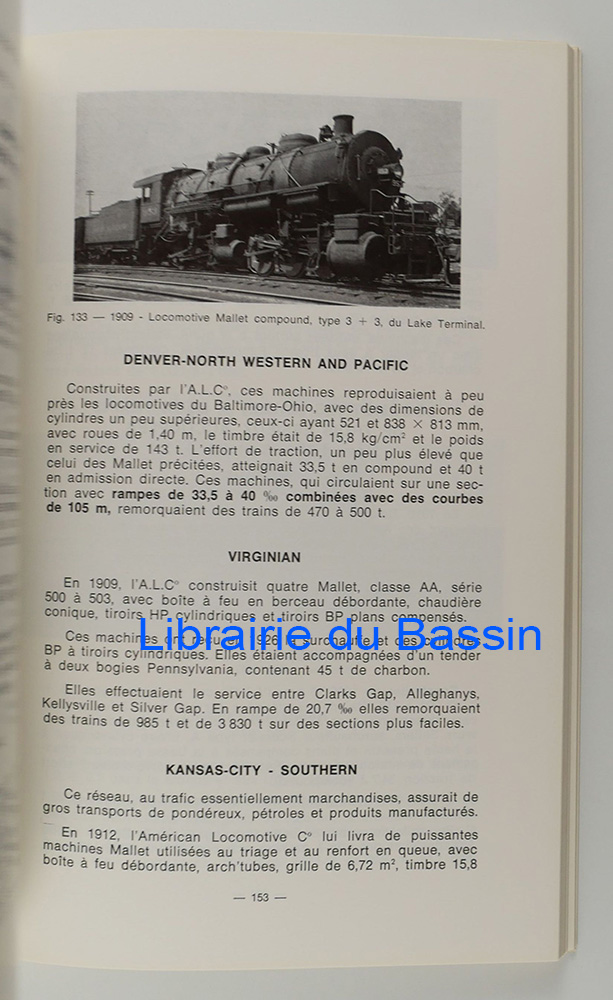 Fig. 133 — 1909 - Locomotive Mallet compound, type 3 + 3, du Lake Terminal.
DENVER-NORTH WESTERN AND PACIFIC
Construites par l'A.L.C°, ces machines reproduisaient à peu
près les locomotives du Baltimore-Ohio, avec des dimensions de
cylindres un peu supérieures, ceux-ci ayant 521 et 838 × 813 mm,
avec roues de 1,40 m, le timbre était de 15,8 kg/cm² et le poids
en service de 143 t. L'effort de traction, un peu plus élevé que
celui des Mallet précitées, atteignait 33,5 t en compound et 40 t
en admission directe. Ces machines, qui circulaient sur une sec-
tion avec rampes de 33,5 à 40 ‰ combinées avec des courbes
de 105 m, remorquaient des trains de 470 à 500 t.
VIRGINIAN
En 1909, l'A.L.C° construisit quatre Mallet, classe AA, série
500 à 503, avec boîte à feu en berceau débordante, chaudière
conique, tiroirs HP cylindriques et tiroirs BP plans compensés.
Librairie du Bassin
Ces machines ont reçu en 1926 la surchauffe et des cylindres
BP à tiroirs cylindriques. Elles étaient accompagnées d'un tender
à deux bogies Pennsylvania, contenant 45 t de charbon.
Elles effectuaient le service entre Clarks Gap, Alleghanys,
Kellysville et Silver Gap. En rampe de 20,7 ‰ elles remorquaient
des trains de 985 t et de 3 830 t sur des sections plus faciles.
KANSAS-CITY - SOUTHERN
Ce réseau, au trafic essentiellement marchandises, assurait de
gros transports de pondéreux, pétroles et produits manufacturés.
En 1912, l'Américan Locomotive C° lui livra de puissantes
machines Mallet utilisées au triage et au renfort en queue, avec
boîte à feu débordante, arch'tubes, grille de 6,72 m², timbre 15,8
— 153 —